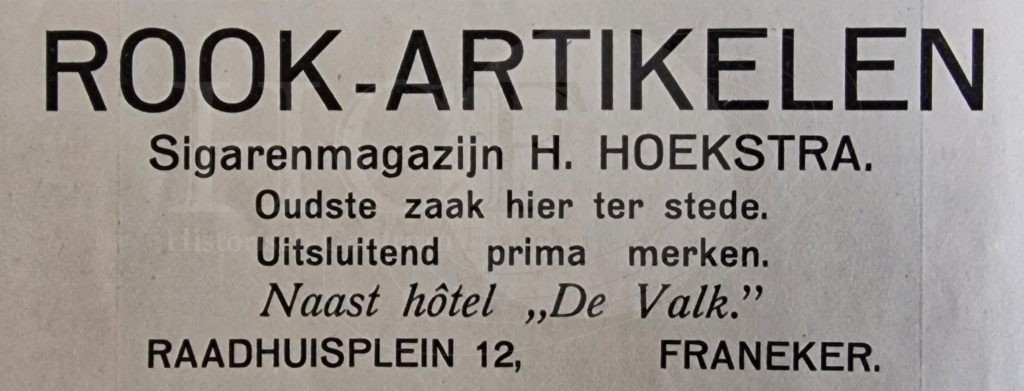 ROOK-ARTIKELEN
Sigarenmagazijn H. HOEKSTRA.
Oudste zaak hier ter stede.
Uitsluitend prima merken.
Naast hôtel „De Valk.”
RAADHUISPLEIN 12, FRANEKER.